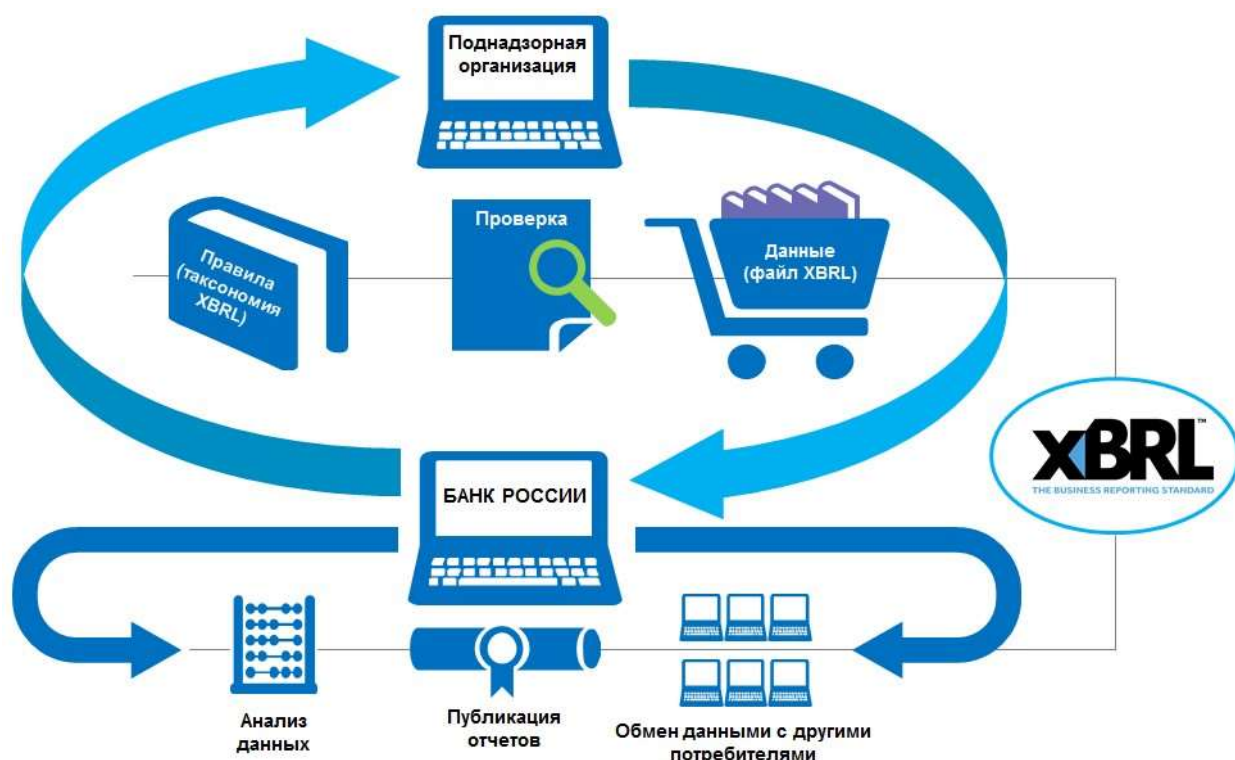 Поднадзорная
организация
Правила
(таксономия
XBRL)
Проверка
Данные
(файл XBRL)
XBRL™
THE BUSINESS REPORTING STANDARD
БАНК РОССИИ
Анализ
данных
Публикация
отчетов
Обмен данными с другими
потребителями